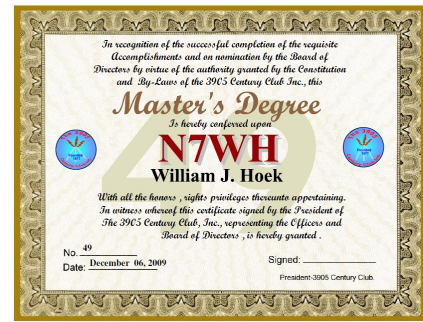 In recognition of the successful completion of the requisite
Accomplishments and on nomination by the Board of
Directors by virtue of the authority granted by the Constitution
and By-Laws of the 3905 Century Club Inc., this
Master's Degree
Is hereby conferred upon
49
N7WH
William J. Hoek
With all the honors , rights privileges thereunto appertaining.
In witness whereof this certificate signed by the President of
The 3905 Century Club, Inc., representing the Officers and
Board of Directors , is hereby granted .
No. 49
Date: December 06, 2009
Signed:
President-3905 Century Club.